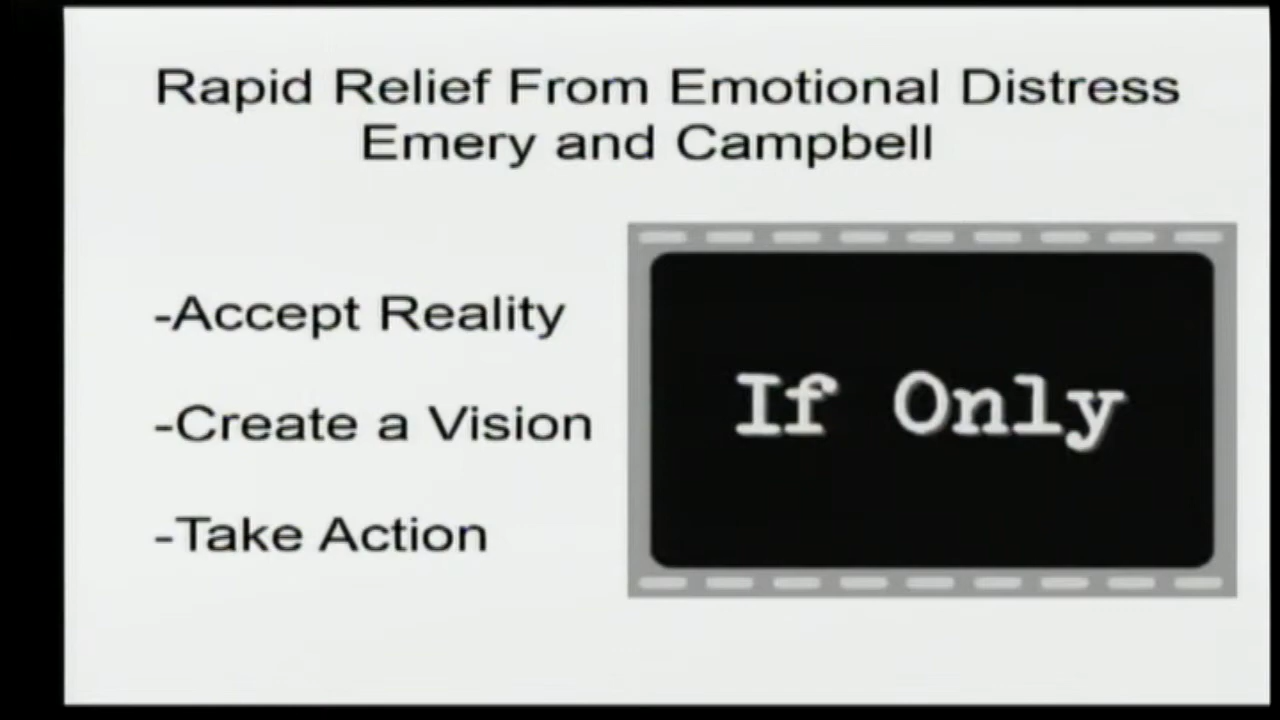 Rapid Relief From Emotional Distress
Emery and Campbell
-Accept Reality
-Create a Vision
-Take Action
If Only